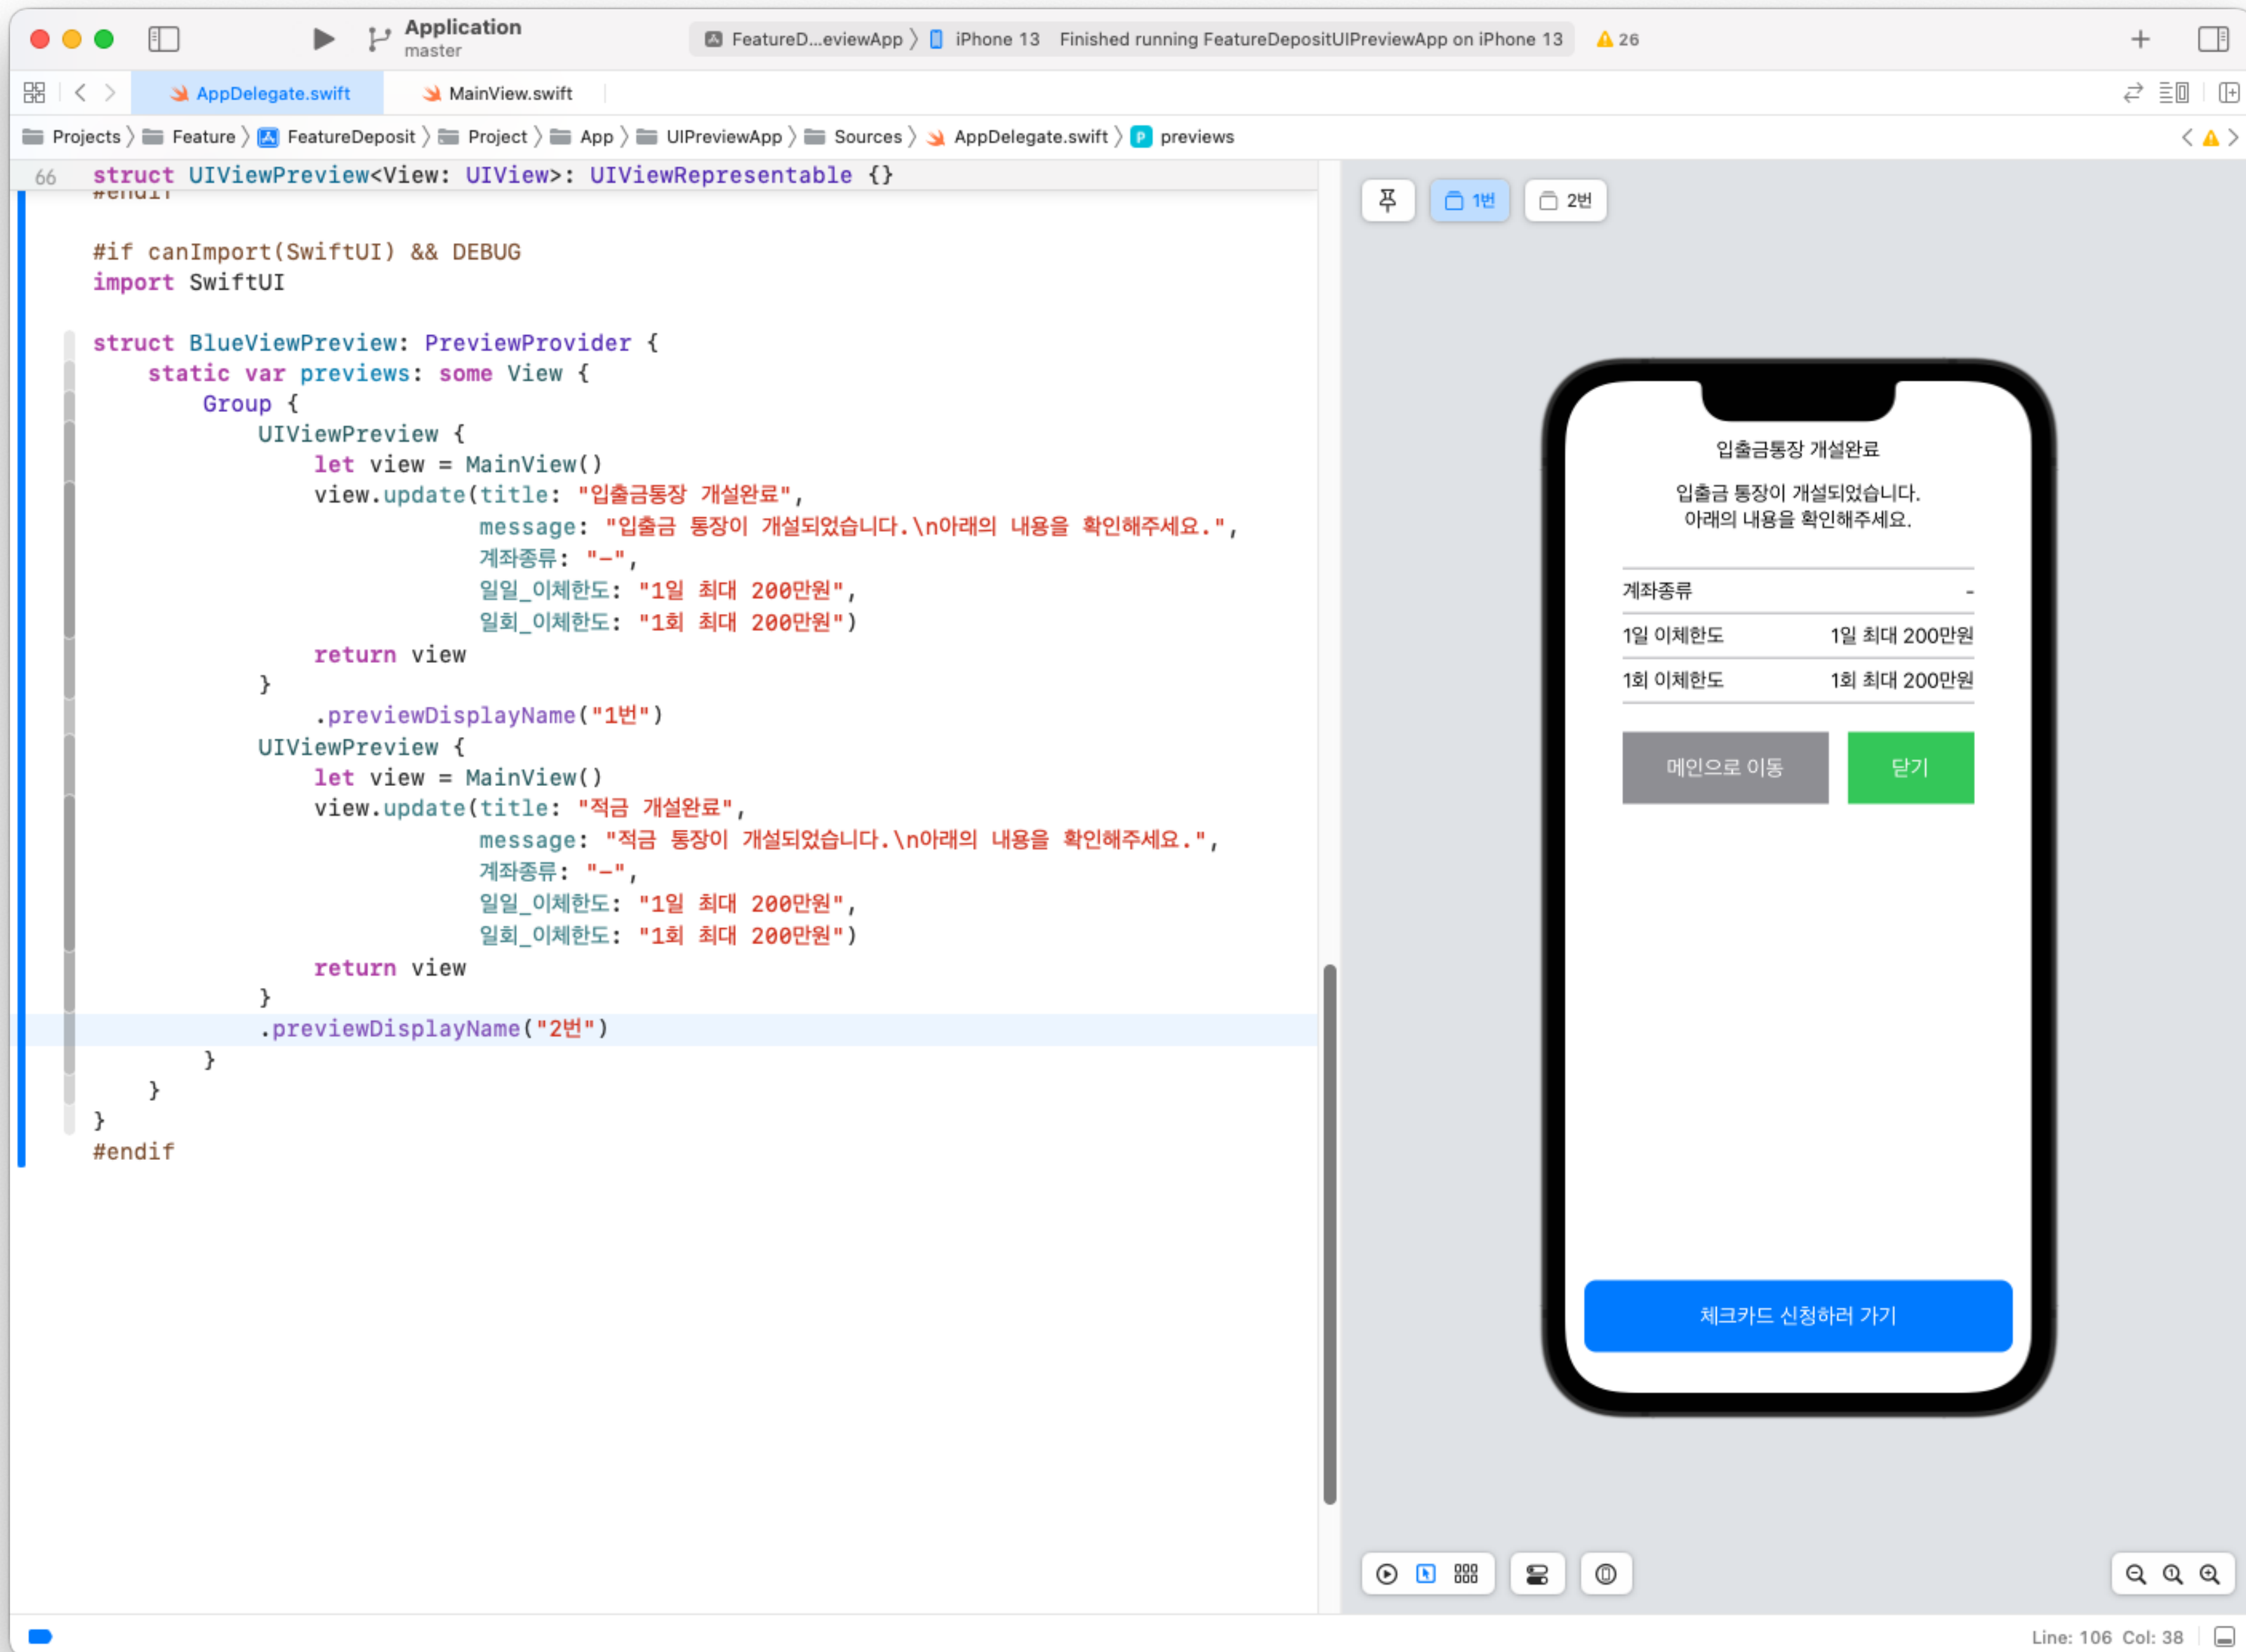 Application
master
FeatureD...eviewApp 〉 iPhone 13 Finished running FeatureDepositUIPreviewApp on iPhone 13
26
AppDelegate.swift
MainView.swift
Projects 〉 Feature 〉 FeatureDeposit 〉 Project 〉 App 〉 UIPreviewApp 〉 Sources 〉 AppDelegate.swift 〉 P previews
66 struct UIViewPreview<View: UIView>: UIViewRepresentable {}
#endif
#if canImport(SwiftUI) && DEBUG
import SwiftUI
struct BlueViewPreview: PreviewProvider {
static var previews: some View {
Group {
UIViewPreview {
let view = MainView()
view.update(title: "입출금통장 개설완료",
message: "입출금 통장이 개설되었습니다.\n아래의 내용을 확인해주세요.",
계좌종류: "–",
일일_이체한도: "1일 최대 200만원",
일회_이체한도: "1회 최대 200만원")
return view
}
.previewDisplayName("1번")
UIViewPreview {
let view = MainView()
view.update(title: "적금 개설완료",
message: "적금 통장이 개설되었습니다.\n아래의 내용을 확인해주세요.",
계좌종류: "–",
일일_이체한도: "1일 최대 200만원",
일회_이체한도: "1회 최대 200만원")
return view
}
.previewDisplayName("2번")
}
}
}
#endif
1번
2번
입출금통장 개설완료
입출금 통장이 개설되었습니다.
아래의 내용을 확인해주세요.
계좌종류 -
1일 이체한도 1일 최대 200만원
1회 이체한도 1회 최대 200만원
메인으로 이동
닫기
체크카드 신청하러 가기
Line: 106 Col: 38